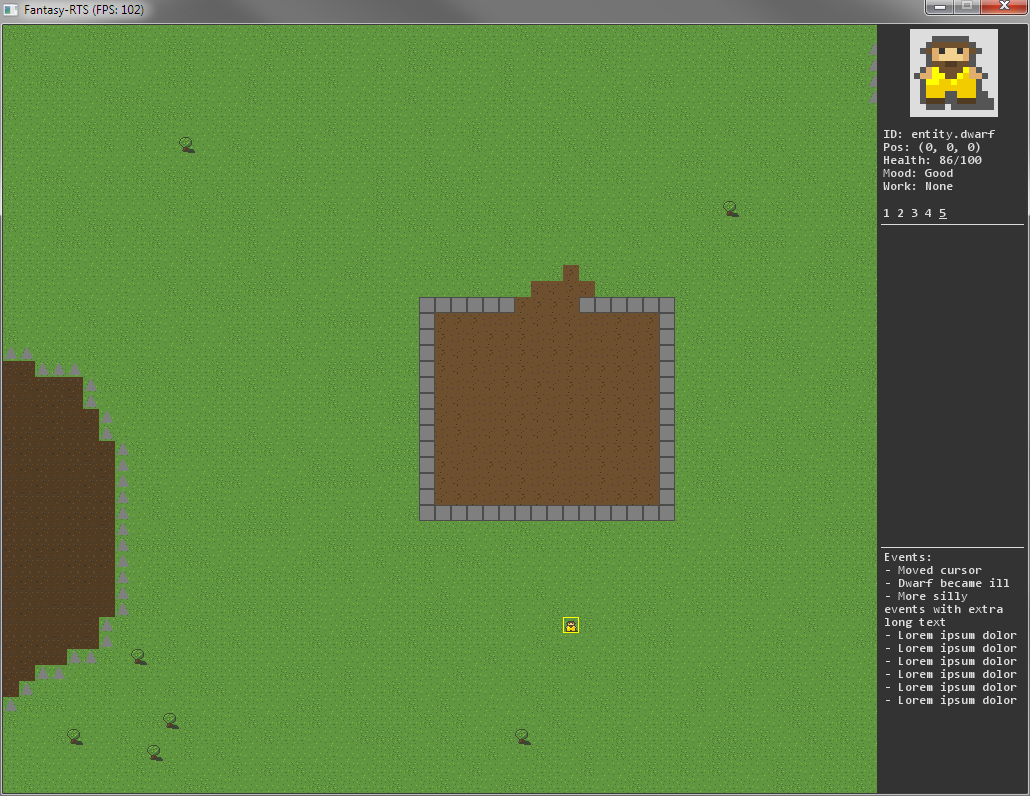 Fantasy-RTS (FPS: 102)
ID: entity.dwarf
Pos: (0, 0, 0)
Health: 86/100
Mood: Good
Work: None
1 2 3 4 5
Events:
- Moved cursor
- Dwarf became ill
- More silly
events with extra
long text
- Lorem ipsum dolor
- Lorem ipsum dolor
- Lorem ipsum dolor
- Lorem ipsum dolor
- Lorem ipsum dolor
- Lorem ipsum dolor